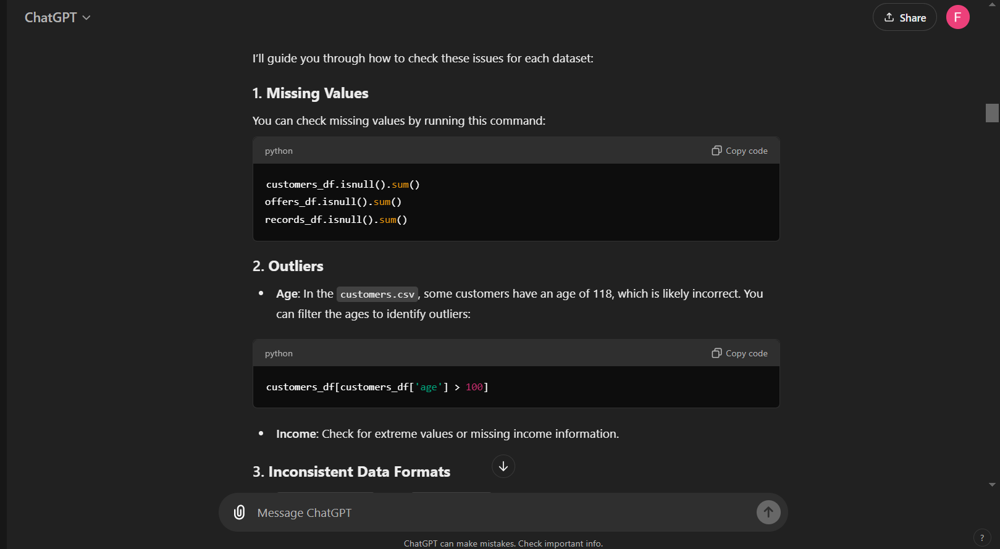 ChatGPT
Share
F
I'll guide you through how to check these issues for each dataset:
1. Missing Values
You can check missing values by running this command:
python
Copy code
customers_df.isnull().sum()
offers_df.isnull().sum()
records_df.isnull().sum()
2. Outliers
• Age: In the customers.csv, some customers have an age of 118, which is likely incorrect. You
can filter the ages to identify outliers:
python
Copy code
customers_df[customers_df['age'] > 100]
• Income: Check for extreme values or missing income information.
3. Inconsistent Data Formats
Message ChatGPT
ChatGPT can make mistakes. Check important info.
?